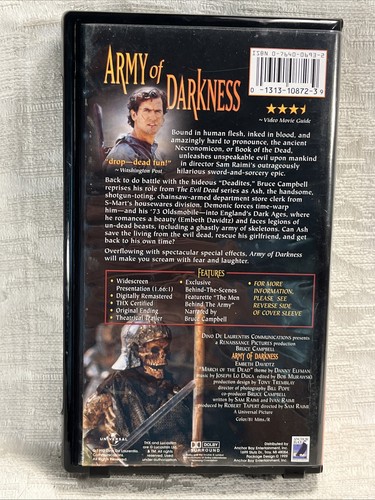 ISBN 0-7640-0693-2
ARMY of
DARKNESS
0 13131 10872 3 9
~ Video Movie Guide
Bound in human flesh, inked in blood, and
amazingly hard to pronounce, the ancient
Necronomicon, or Book of the Dead,
unleashes unspeakable evil upon mankind
in director Sam Raimi's outrageously
hilarious sword-and-sorcery epic.
"drop–dead fun!"
~ Washington Post
Back to do battle with the hideous "Deadites," Bruce Campbell
reprises his role from The Evil Dead series as Ash, the handsome,
shotgun-toting, chainsaw-armed department store clerk from
S-Mart's housewares division. Demonic forces time-warp
him—and his '73 Oldsmobile—into England's Dark Ages, where
he romances a beauty (Embeth Davidtz) and faces legions of
un-dead beasts, including a ghastly army of skeletons. Can Ash
save the living from the evil dead, rescue his girlfriend, and get
back to his own time?
Overflowing with spectacular special effects, Army of Darkness
will make you scream with fear and laughter.
FEATURES
• Widescreen
Presentation (1.66:1)
• Digitally Remastered
• THX Certified
• Original Ending
• Theatrical Trailer
• Exclusive
Behind-The-Scenes
Featurette "The Men
Behind The Army"
Narrated by
Bruce Campbell
• FOR MORE
INFORMATION,
PLEASE SEE
REVERSE SIDE
OF COVER SLEEVE
DINO DE LAURENTIIS COMMUNICATIONS presents
A RENAISSANCE PICTURES production
BRUCE CAMPBELL
ARMY OF DARKNESS
EMBETH DAVIDTZ
"MARCH OF THE DEAD" theme by DANNY ELFMAN
music by JOSEPH LO DUCA edited by BOB MURAWSKI
production design by TONY TREMBLAY
director of photography BILL POPE
co-producer BRUCE CAMPBELL
written by SAM RAIMI and IVAN RAIMI
produced by ROBERT TAPERT directed by SAM RAIMI
A Universal Picture
UNIVERSAL
DOLBY
SURROUND
Distributed by
Anchor Bay Entertainment, Inc.